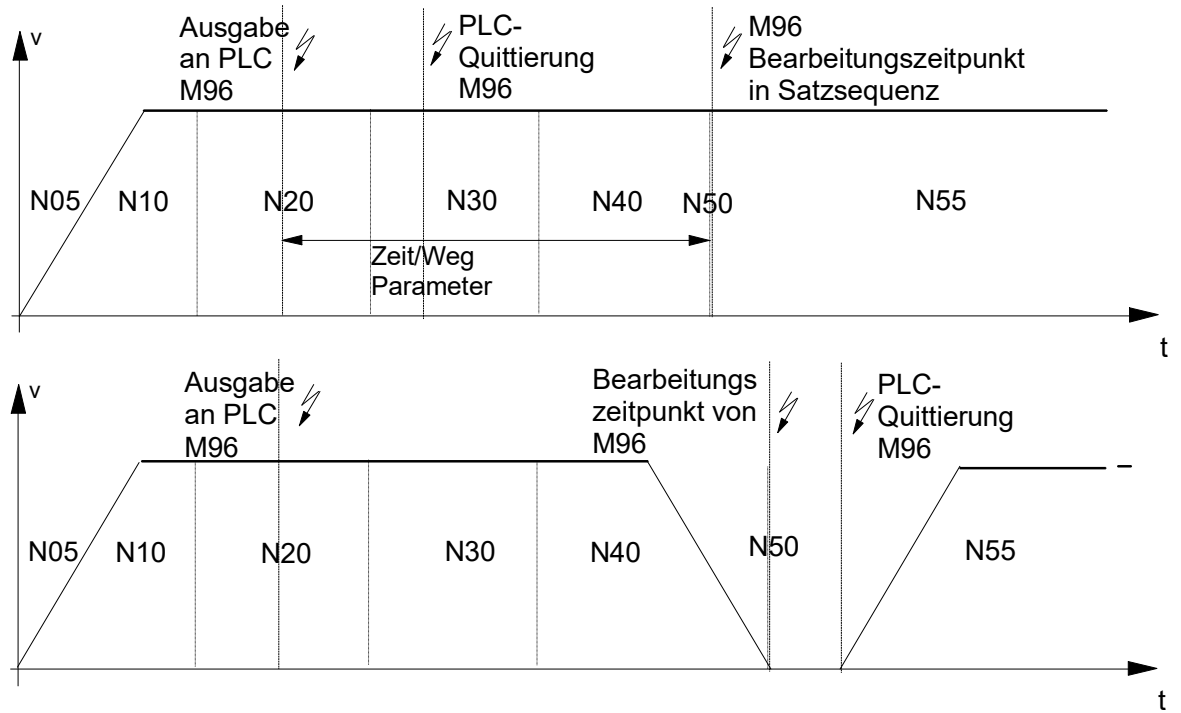 v
Ausgabe
an PLC
M96
PLC-
Quittierung
M96
M96
Bearbeitungszeitpunkt
in Satzsequenz
N05
N10
N20
N30
N40
N50
N55
Zeit/Weg
Parameter
t
v
Ausgabe
an PLC
M96
Bearbeitungs
zeitpunkt von
M96
PLC-
Quittierung
M96
N05
N10
N20
N30
N40
N50
N55
t